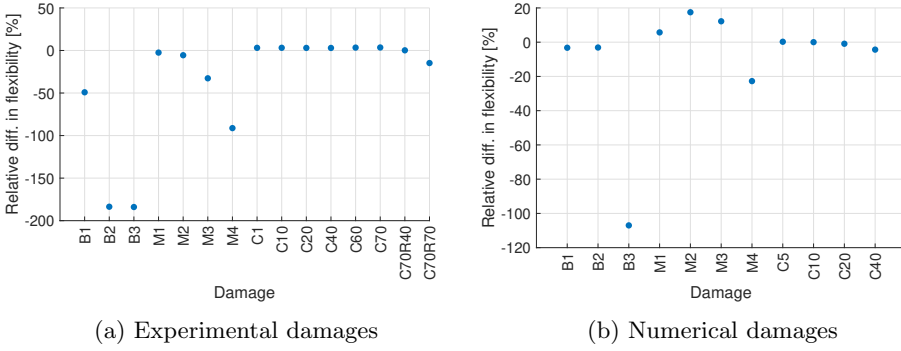 50
0
-50
-100
-150
-200
Relative diff. in flexibility [%]
B1 B2 B3 M1 M2 M3 M4 C1 C10 C20 C40 C60 C70 C70R40 C70R70
Damage
(a) Experimental damages
20
0
-20
-40
-60
-80
-100
-120
Relative diff. in flexibility [%]
B1 B2 B3 M1 M2 M3 M4 C5 C10 C20 C40
Damage
(b) Numerical damages